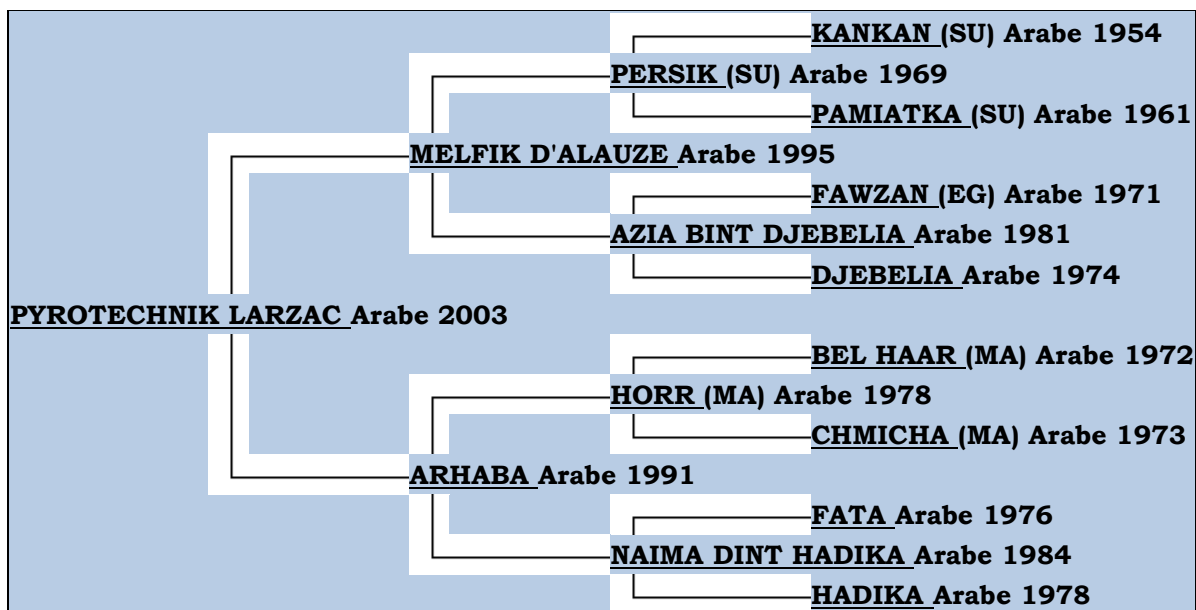 KANKAN (SU) Arabe 1954
PERSIK (SU) Arabe 1969
PAMIATKA (SU) Arabe 1961
MELFIK D'ALAUZE Arabe 1995
FAWZAN (EG) Arabe 1971
AZIA BINT DJEBELIA Arabe 1981
DJEBELIA Arabe 1974
PYROTECHNIK LARZAC Arabe 2003
BEL HAAR (MA) Arabe 1972
HORR (MA) Arabe 1978
CHMICHA (MA) Arabe 1973
ARHABA Arabe 1991
FATA Arabe 1976
NAIMA DINT HADIKA Arabe 1984
HADIKA Arabe 1978